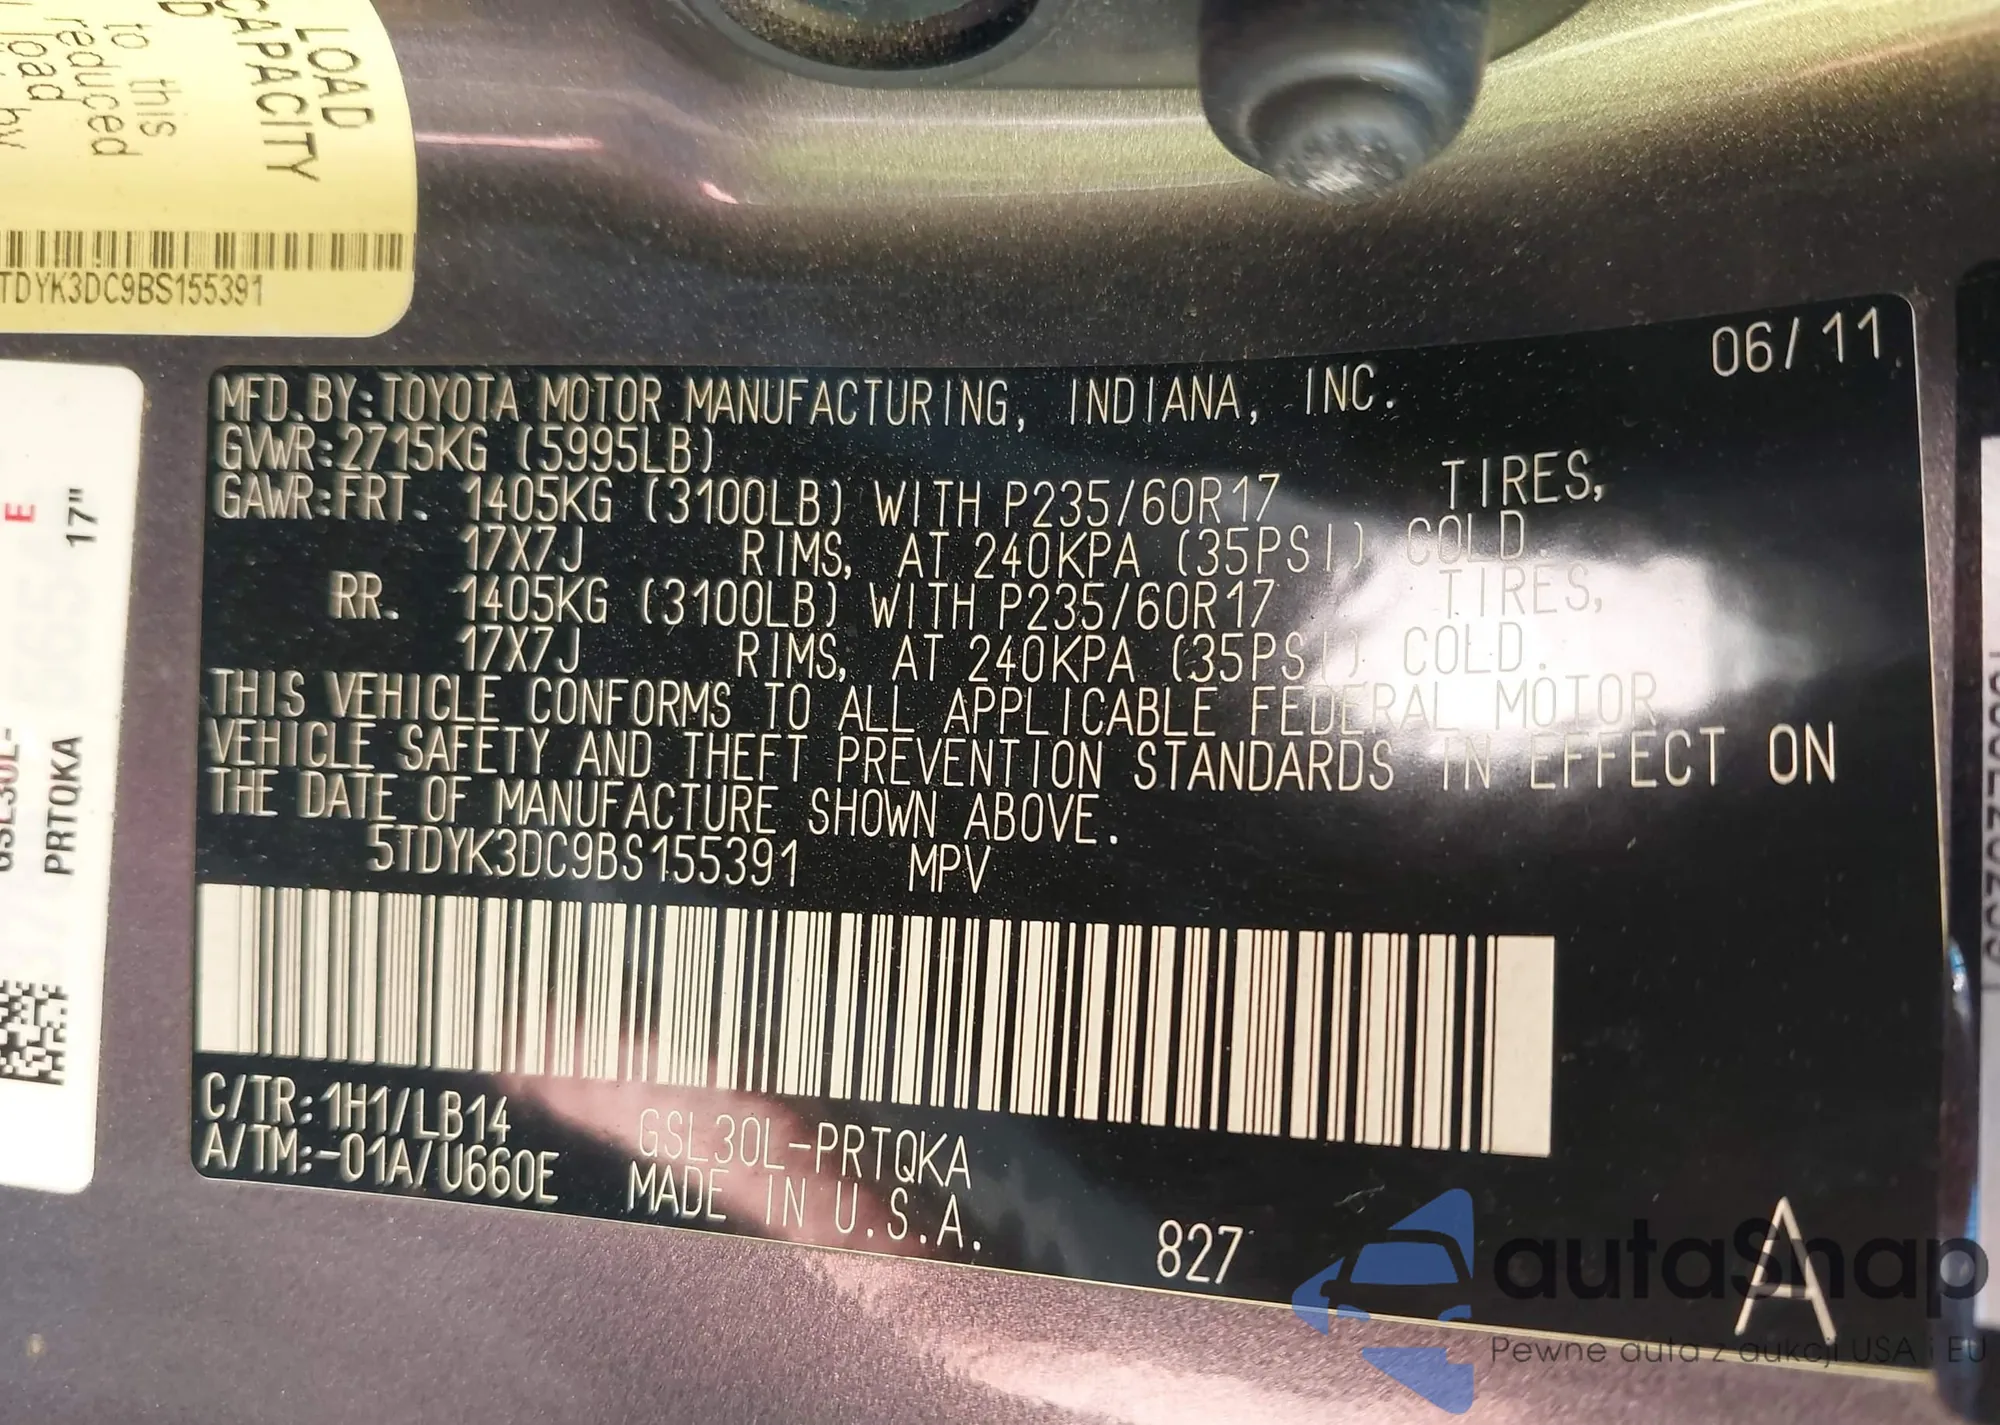 LOAD
CAPACITY
to this
reduced
load by
TDYK3DC9BS155391
E
17"
GSL30L-
PRTQKA
06/11
MFD.BY:TOYOTA MOTOR MANUFACTURING, INDIANA, INC.
GVWR:2715KG (5995LB)
GAWR:FRT. 1405KG (3100LB) WITH P235/60R17 TIRES,
17X7J RIMS, AT 240KPA (35PSI) COLD.
RR. 1405KG (3100LB) WITH P235/60R17 TIRES,
17X7J RIMS, AT 240KPA (35PSI) COLD.
THIS VEHICLE CONFORMS TO ALL APPLICABLE FEDERAL MOTOR
VEHICLE SAFETY AND THEFT PREVENTION STANDARDS IN EFFECT ON
THE DATE OF MANUFACTURE SHOWN ABOVE.
5TDYK3DC9BS155391 MPV
C/TR:1H1/LB14 GSL30L-PRTQKA
A/TM:-01A/U660E MADE IN U.S.A.
827
A
autaSnap
Pewne auta z aukcji USA i EU